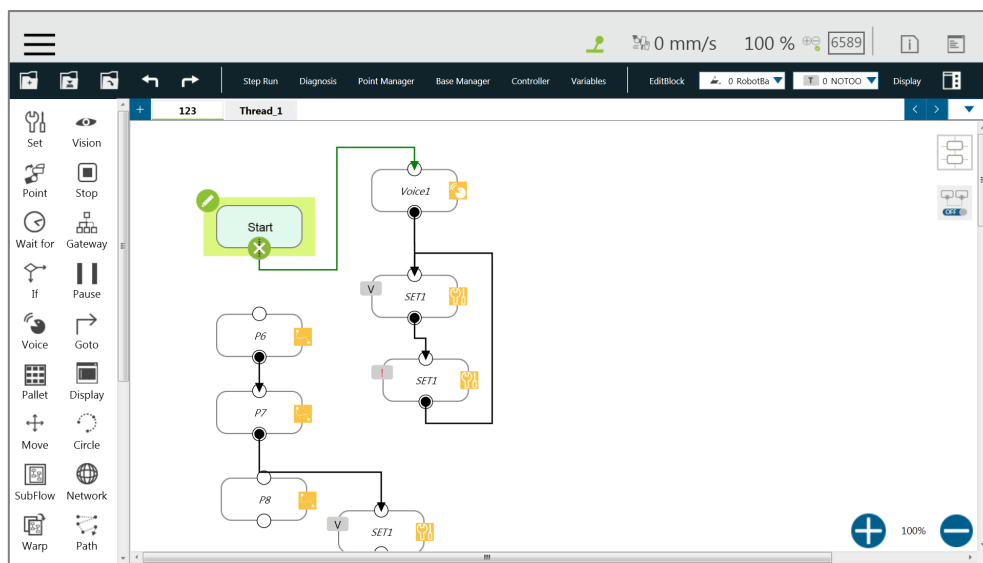 0 mm/s 100 % 6589
Step Run Diagnosis Point Manager Base Manager Controller Variables EditBlock 0 RobotBa T 0 NOTOO Display
+ 123 Thread_1 < >
Set Vision
Point Stop
Wait for Gateway
If Pause
Voice Goto
Pallet Display
Move Circle
SubFlow Network
Warp Path
Start
Voice1
V
SET1
!
SET1
P6
P7
P8
V
SET1
OFF
100%